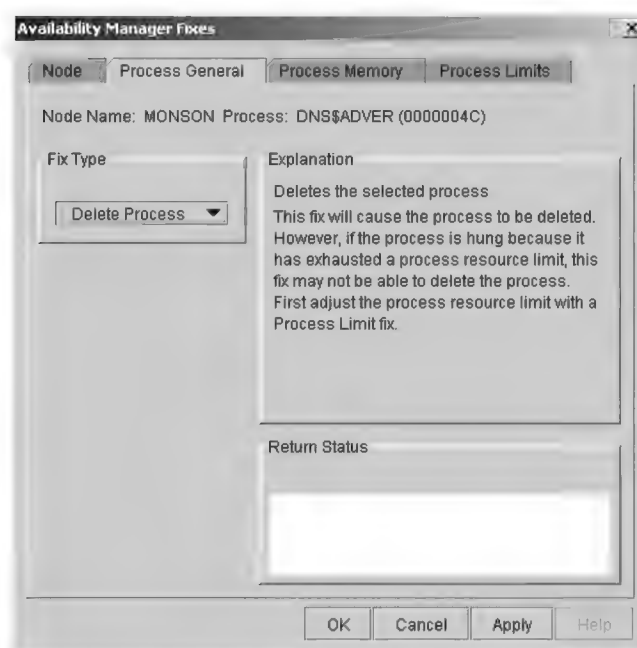 Availability Manager Fixes
Node
Process General
Process Memory
Process Limits
Node Name: MONSON Process: DNS$ADVER (0000004C)
Fix Type
Delete Process
Explanation
Deletes the selected process
This fix will cause the process to be deleted.
However, if the process is hung because it
has exhausted a process resource limit, this
fix may not be able to delete the process.
First adjust the process resource limit with a
Process Limit fix.
Return Status
OK
Cancel
Apply
Help